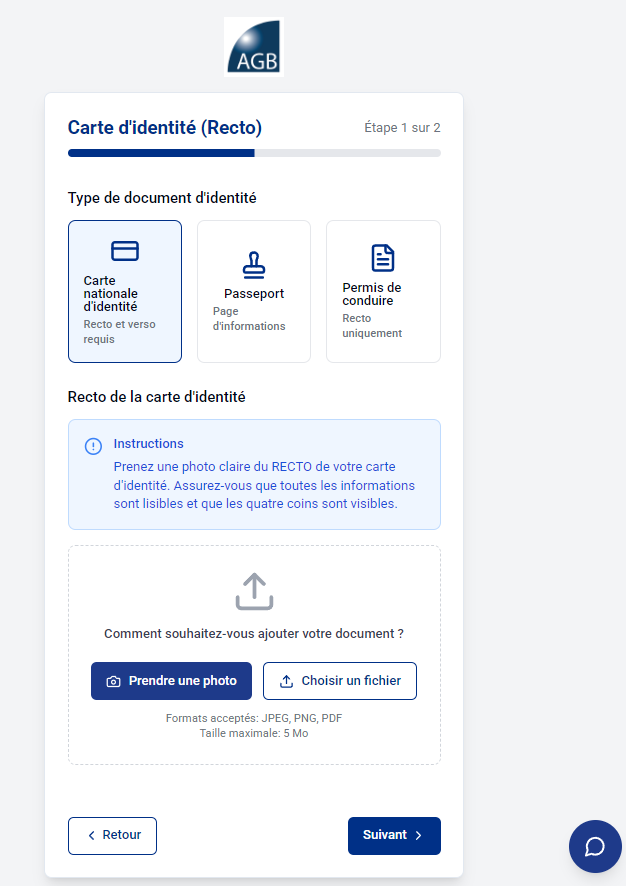 AGB
Carte d'identité (Recto)
Étape 1 sur 2
Type de document d'identité
Carte
nationale
d'identité
Recto et verso
requis
Passeport
Page
d'informations
Permis de
conduire
Recto
uniquement
Recto de la carte d'identité
Instructions
Prenez une photo claire du RECTO de votre carte
d'identité. Assurez-vous que toutes les informations
sont lisibles et que les quatre coins sont visibles.
Comment souhaitez-vous ajouter votre document ?
Prendre une photo
Choisir un fichier
Formats acceptés: JPEG, PNG, PDF
Taille maximale: 5 Mo
Retour
Suivant